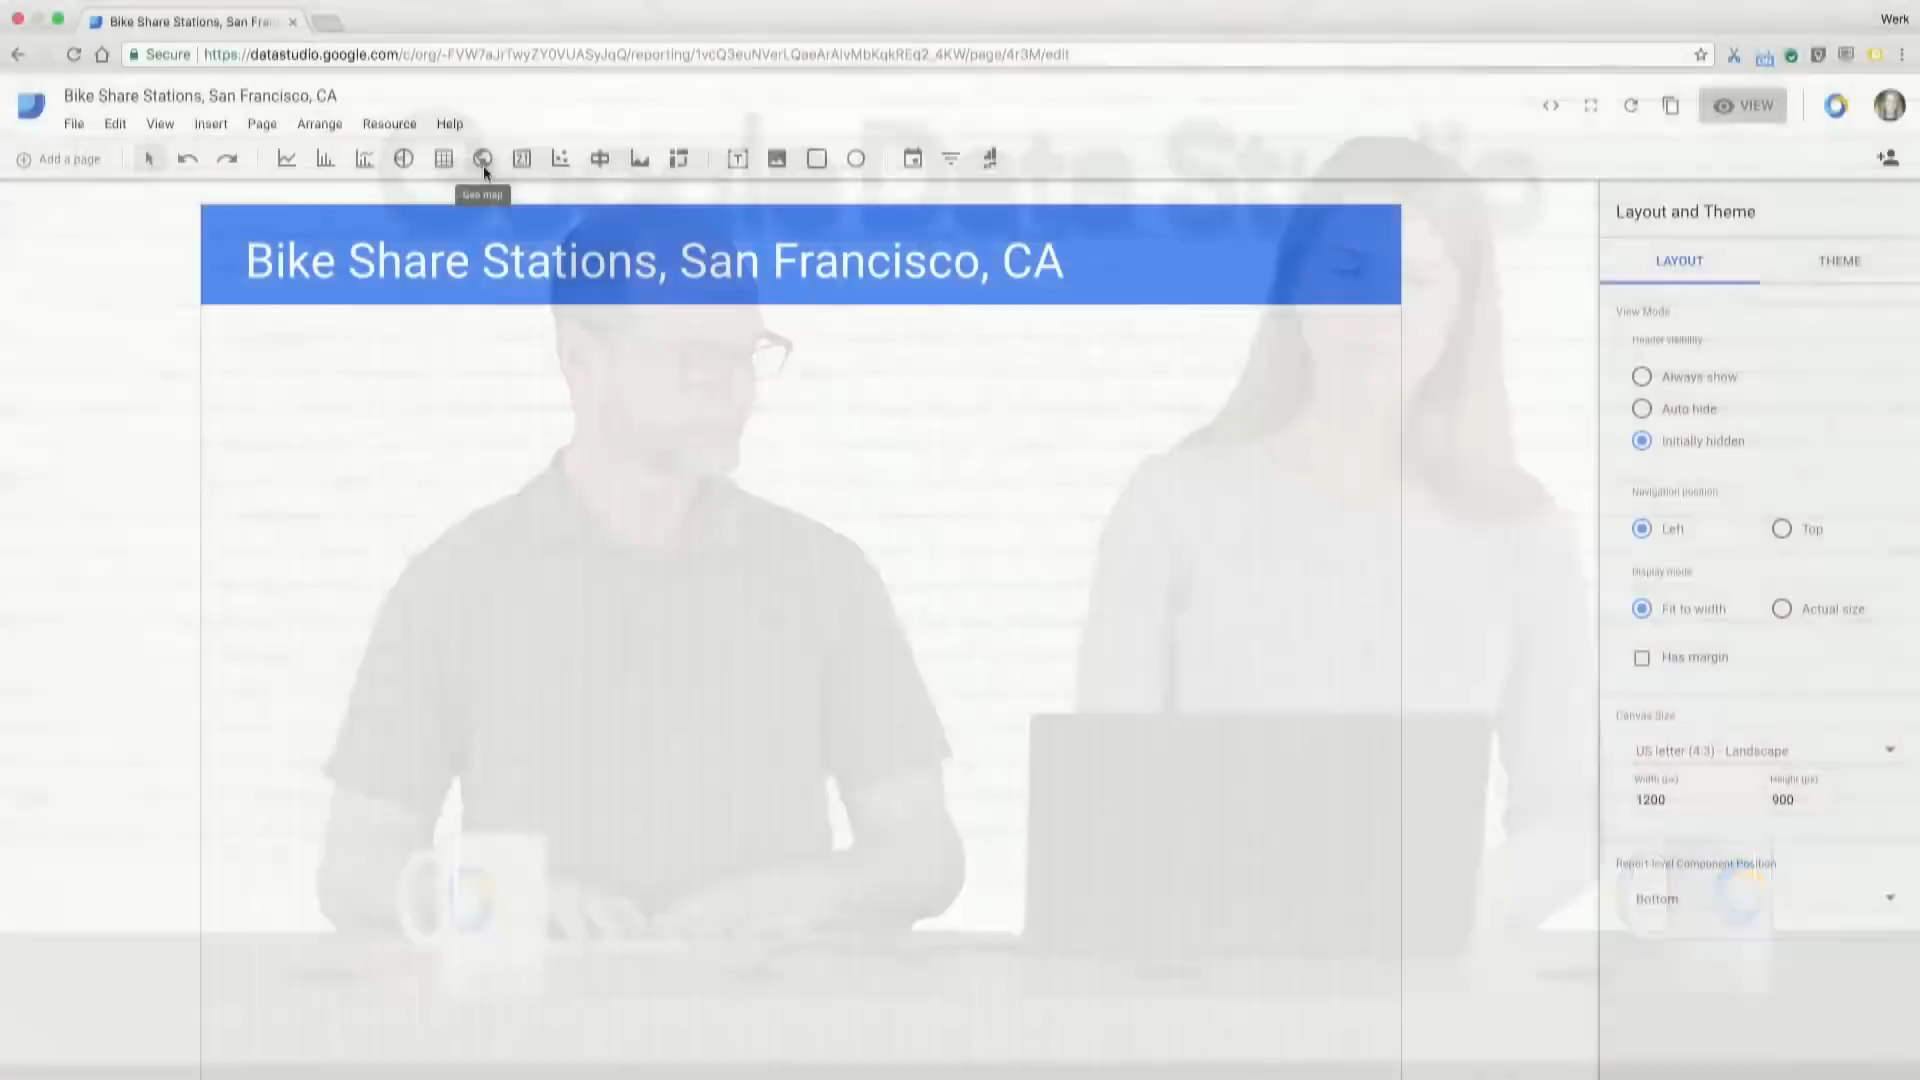 Bike Share Stations, San Fra
Werk
Secure
https://datastudio.google.com/c/org/-FVW7aJrTwyZY0VUASyJqQ/reporting/1vcQ3euNVerLQaeArAIvMbKqkREq2_4KW/page/4r3M/edit
Bike Share Stations, San Francisco, CA
VIEW
File Edit View Insert Page Arrange Resource Help
Add a page
Geo map
Data Studio
Bike Share Stations, San Francisco, CA
Layout and Theme
LAYOUT THEME
View Mode
Header visibility
Always show
Auto hide
Initially hidden
Navigation position
Left Top
Display mode
Fit to width Actual size
Has margin
Canvas Size
US letter (4:3) - Landscape
Width (px) Height (px)
1200 900
Report-level Component Position
Bottom